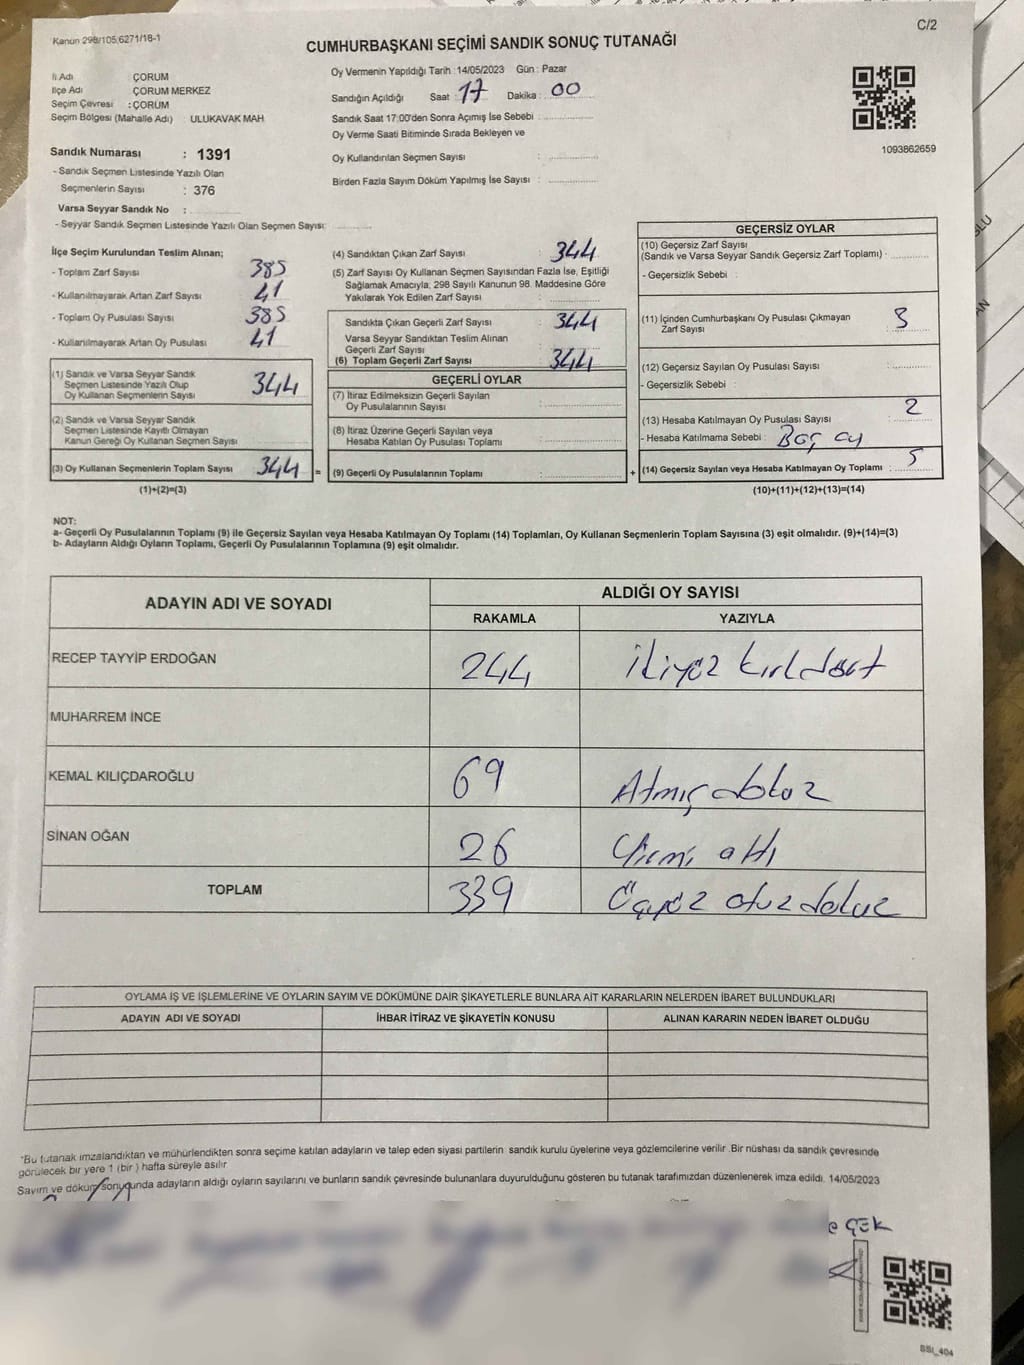 C/2
Kanun 298/105;6271/18-1
CUMHURBAŞKANI SEÇİMİ SANDIK SONUÇ TUTANAĞI
İl Adı : ÇORUM
İlçe Adı : ÇORUM MERKEZ
Seçim Çevresi : ÇORUM
Seçim Bölgesi (Mahalle Adı) : ULUKAVAK MAH
Sandık Numarası : 1391
- Sandık Seçmen Listesinde Yazılı Olan
Seçmenlerin Sayısı : 376
Varsa Seyyar Sandık No :
- Seyyar Sandık Seçmen Listesinde Yazılı Olan Seçmen Sayısı:
Oy Vermenin Yapıldığı Tarih :14/05/2023 Gün : Pazar
Sandığın Açıldığı Saat : 17 Dakika : 00
Sandık Saat 17:00'den Sonra Açımış İse Sebebi :
Oy Verme Saati Bitiminde Sırada Bekleyen ve
Oy Kullandırılan Seçmen Sayısı :
Birden Fazla Sayım Döküm Yapılmış İse Sayısı :
1093862659
İlçe Seçim Kurulundan Teslim Alınan;
- Toplam Zarf Sayısı 385
- Kullanılmayarak Artan Zarf Sayısı 41
- Toplam Oy Pusulası Sayısı 385
- Kullanılmayarak Artan Oy Pusulası 41
(1) Sandık ve Varsa Seyyar Sandık
Seçmen Listesinde Yazılı Olup
Oy Kullanan Seçmenlerin Sayısı 344
(2) Sandık ve Varsa Seyyar Sandık
Seçmen Listesinde Kayıtlı Olmayan
Kanun Gereği Oy Kullanan Seçmen Sayısı
(3) Oy Kullanan Seçmenlerin Toplam Sayısı 344 =
(1)+(2)=(3)
(4) Sandıktan Çıkan Zarf Sayısı : 344
(5) Zarf Sayısı Oy Kullanan Seçmen Sayısından Fazla İse, Eşitliği
Sağlamak Amacıyla; 298 Sayılı Kanunun 98. Maddesine Göre
Yakılarak Yok Edilen Zarf Sayısı :
Sandıkta Çıkan Geçerli Zarf Sayısı : 344
Varsa Seyyar Sandıktan Teslim Alınan
Geçerli Zarf Sayısı :
(6) Toplam Geçerli Zarf Sayısı : 344
GEÇERLİ OYLAR
(7) İtiraz Edilmeksizin Geçerli Sayılan
Oy Pusulalarının Sayısı :
(8) İtiraz Üzerine Geçerli Sayılan veya
Hesaba Katılan Oy Pusulası Toplamı :
(9) Geçerli Oy Pusulalarının Toplamı : +
GEÇERSİZ OYLAR
(10) Geçersiz Zarf Sayısı
(Sandık ve Varsa Seyyar Sandık Geçersiz Zarf Toplamı) :
- Geçersizlik Sebebi :
(11) İçinden Cumhurbaşkanı Oy Pusulası Çıkmayan
Zarf Sayısı : 3
(12) Geçersiz Sayılan Oy Pusulası Sayısı :
- Geçersizlik Sebebi :
(13) Hesaba Katılmayan Oy Pusulası Sayısı : 2
- Hesaba Katılmama Sebebi : Boş oy
(14) Geçersiz Sayılan veya Hesaba Katılmayan Oy Toplamı : 5
(10)+(11)+(12)+(13)=(14)
NOT:
a- Geçerli Oy Pusulalarının Toplamı (9) ile Geçersiz Sayılan veya Hesaba Katılmayan Oy Toplamı (14) Toplamları, Oy Kullanan Seçmenlerin Toplam Sayısına (3) eşit olmalıdır. (9)+(14)=(3)
b- Adayların Aldığı Oyların Toplamı, Geçerli Oy Pusulalarının Toplamına (9) eşit olmalıdır.
ADAYIN ADI VE SOYADI ALDIĞI OY SAYISI
RAKAMLA YAZIYLA
RECEP TAYYİP ERDOĞAN 244 ikiyüz kırkdört
MUHARREM İNCE
KEMAL KILIÇDAROĞLU 69 Atmışdokuz
SİNAN OĞAN 26 Yirmi altı
TOPLAM 339 Üçyüz otuzdokuz
OYLAMA İŞ VE İŞLEMLERİNE VE OYLARIN SAYIM VE DÖKÜMÜNE DAİR ŞİKAYETLERLE BUNLARA AİT KARARLARIN NELERDEN İBARET BULUNDUKLARI
ADAYIN ADI VE SOYADI İHBAR İTİRAZ VE ŞİKAYETİN KONUSU ALINAN KARARIN NEDEN İBARET OLDUĞU
*Bu tutanak imzalandıktan ve mühürlendikten sonra seçime katılan adayların ve talep eden siyasi partilerin sandık kurulu üyelerine veya gözlemcilerine verilir. Bir nüshası da sandık çevresinde
görülecek bir yere 1 (bir ) hafta süreyle asılır
Sayım ve döküm sonucunda adayların aldığı oyların sayılarını ve bunların sandık çevresinde bulunanlara duyurulduğunu gösteren bu tutanak tarafımızdan düzenlenerek imza edildi. 14/05/2023
ÇEK
SSI_404